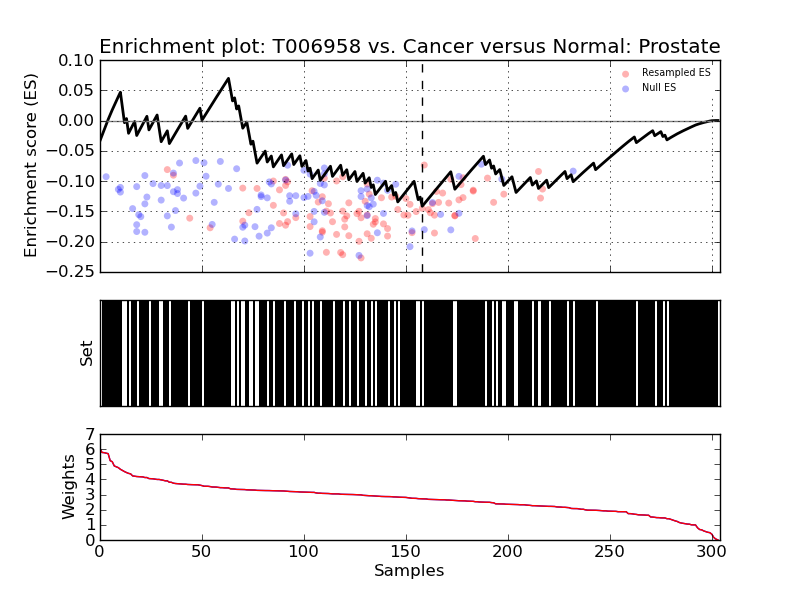 Enrichment plot: T006958 vs. Cancer versus Normal: Prostate
Enrichment score (ES)
0.10
0.05
0.00
−0.05
−0.10
−0.15
−0.20
−0.25
Resampled ES
Null ES
Set
Weights
7
6
5
4
3
2
1
0
0 50 100 150 200 250 300
Samples